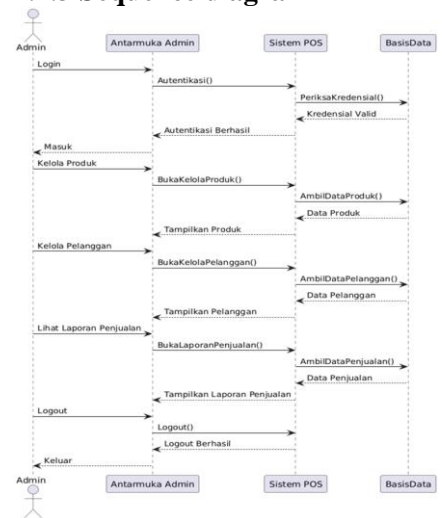 Sequence diagra
Admin
Antarmuka Admin
Sistem POS
BasisData
Login
Autentikasi()
PeriksaKredensial()
Kredensial Valid
Autentikasi Berhasil
Masuk
Kelola Produk
BukaKelolaProduk()
AmbilDataProduk()
Data Produk
Tampilkan Produk
Kelola Pelanggan
BukaKelolaPelanggan()
AmbilDataPelanggan()
Data Pelanggan
Tampilkan Pelanggan
Lihat Laporan Penjualan
BukaLaporanPenjualan()
AmbilDataPenjualan()
Data Penjualan
Tampilkan Laporan Penjualan
Logout
Logout()
Logout Berhasil
Keluar
Admin
Antarmuka Admin
Sistem POS
BasisData